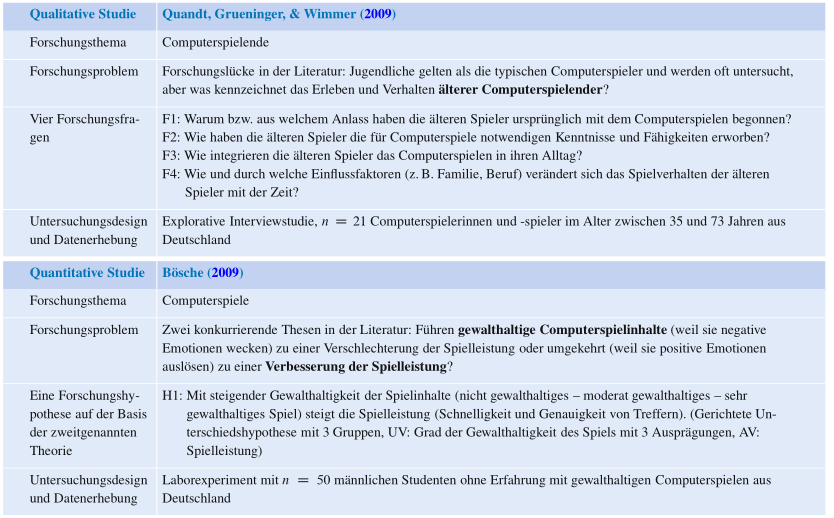 Qualitative Studie Quandt, Grueninger, & Wimmer (2009)
Forschungsthema Computerspielende
Forschungsproblem Forschungslücke in der Literatur: Jugendliche gelten als die typischen Computerspieler und werden oft untersucht,
aber was kennzeichnet das Erleben und Verhalten älterer Computerspielender?
Vier Forschungsfra- F1: Warum bzw. aus welchem Anlass haben die älteren Spieler ursprünglich mit dem Computerspielen begonnen?
gen F2: Wie haben die älteren Spieler die für Computerspiele notwendigen Kenntnisse und Fähigkeiten erworben?
F3: Wie integrieren die älteren Spieler das Computerspielen in ihren Alltag?
F4: Wie und durch welche Einflussfaktoren (z. B. Familie, Beruf) verändert sich das Spielverhalten der älteren
Spieler mit der Zeit?
Untersuchungsdesign Explorative Interviewstudie, n = 21 Computerspielerinnen und -spieler im Alter zwischen 35 und 73 Jahren aus
und Datenerhebung Deutschland
Quantitative Studie Bösche (2009)
Forschungsthema Computerspiele
Forschungsproblem Zwei konkurrierende Thesen in der Literatur: Führen gewalthaltige Computerspielinhalte (weil sie negative
Emotionen wecken) zu einer Verschlechterung der Spielleistung oder umgekehrt (weil sie positive Emotionen
auslösen) zu einer Verbesserung der Spielleistung?
Eine Forschungshy- H1: Mit steigender Gewalthaltigkeit der Spielinhalte (nicht gewalthaltiges – moderat gewalthaltiges – sehr
pothese auf der Basis gewalthaltiges Spiel) steigt die Spielleistung (Schnelligkeit und Genauigkeit von Treffern). (Gerichtete Un-
der zweitgenannten terschiedshypothese mit 3 Gruppen, UV: Grad der Gewalthaltigkeit des Spiels mit 3 Ausprägungen, AV:
Theorie Spielleistung)
Untersuchungsdesign Laborexperiment mit n = 50 männlichen Studenten ohne Erfahrung mit gewalthaltigen Computerspielen aus
und Datenerhebung Deutschland